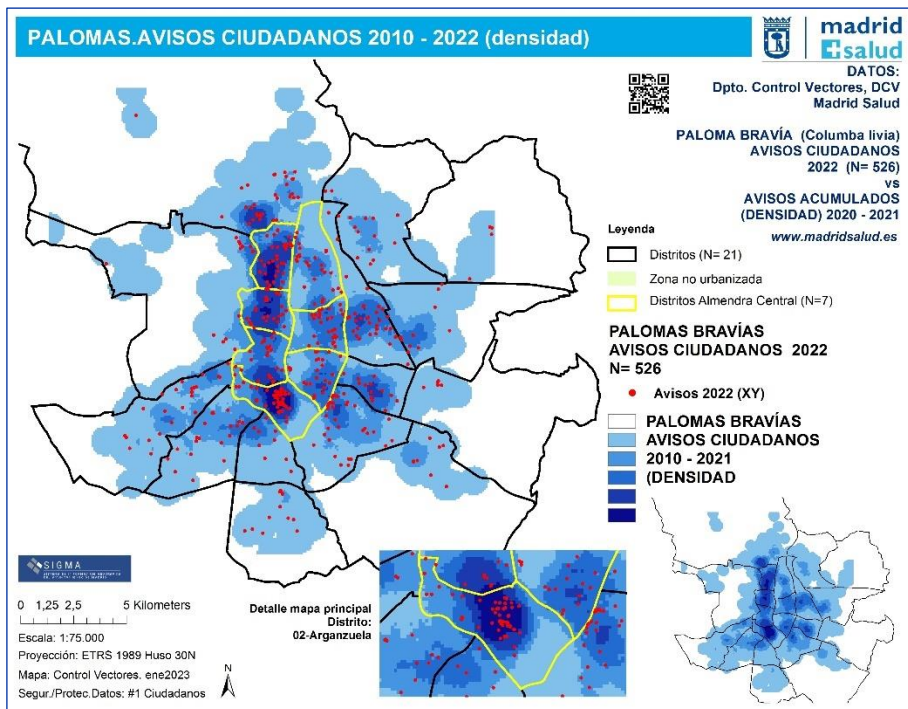 PALOMAS.AVISOS CIUDADANOS 2010 - 2022 (densidad)
madrid
salud
DATOS:
Dpto. Control Vectores, DCV
Madrid Salud
PALOMA BRAVÍA (Columba livia)
AVISOS CIUDADANOS
2022 (N= 526)
vs
AVISOS ACUMULADOS
(DENSIDAD) 2020 - 2021
www.madridsalud.es
Leyenda
Distritos (N= 21)
Zona no urbanizada
Distritos Almendra Central (N=7)
PALOMAS BRAVÍAS
AVISOS CIUDADANOS 2022
N= 526
Avisos 2022 (XY)
PALOMAS BRAVÍAS
AVISOS CIUDADANOS
2010 - 2021
(DENSIDAD
SIGMA
0 1,25 2,5 5 Kilometers
Escala: 1:75.000
Proyección: ETRS 1989 Huso 30N
Mapa: Control Vectores. ene2023
Segur./Protec.Datos: #1 Ciudadanos
N
Detalle mapa principal
Distrito:
02-Arganzuela